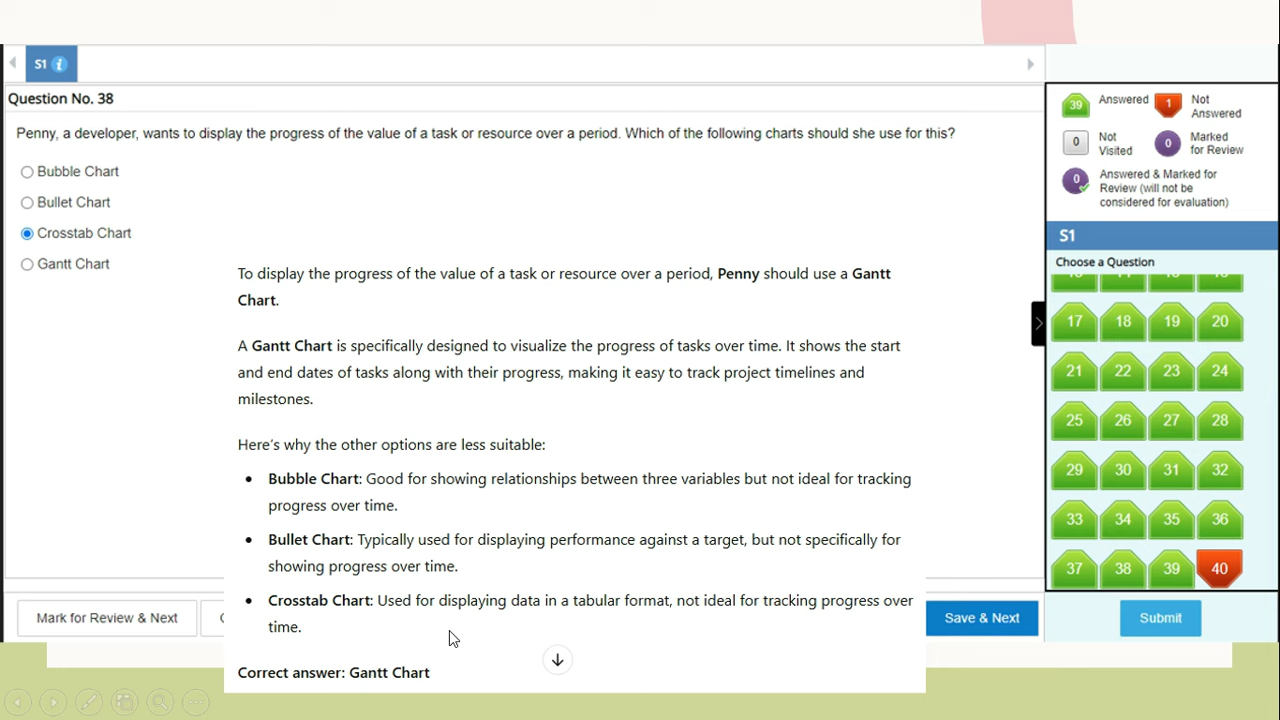 S1 i
Question No. 38
Penny, a developer, wants to display the progress of the value of a task or resource over a period. Which of the following charts should she use for this?
Bubble Chart
Bullet Chart
Crosstab Chart
Gantt Chart
To display the progress of the value of a task or resource over a period, Penny should use a Gantt
Chart.
A Gantt Chart is specifically designed to visualize the progress of tasks over time. It shows the start
and end dates of tasks along with their progress, making it easy to track project timelines and
milestones.
Here's why the other options are less suitable:
• Bubble Chart: Good for showing relationships between three variables but not ideal for tracking
progress over time.
• Bullet Chart: Typically used for displaying performance against a target, but not specifically for
showing progress over time.
• Crosstab Chart: Used for displaying data in a tabular format, not ideal for tracking progress over
time.
Correct answer: Gantt Chart
Mark for Review & Next
Save & Next
39 Answered
1 Not
Answered
0 Not
Visited
0 Marked
for Review
0 Answered & Marked for
Review (will not be
considered for evaluation)
S1
Choose a Question
17 18 19 20
21 22 23 24
25 26 27 28
29 30 31 32
33 34 35 36
37 38 39 40
Submit